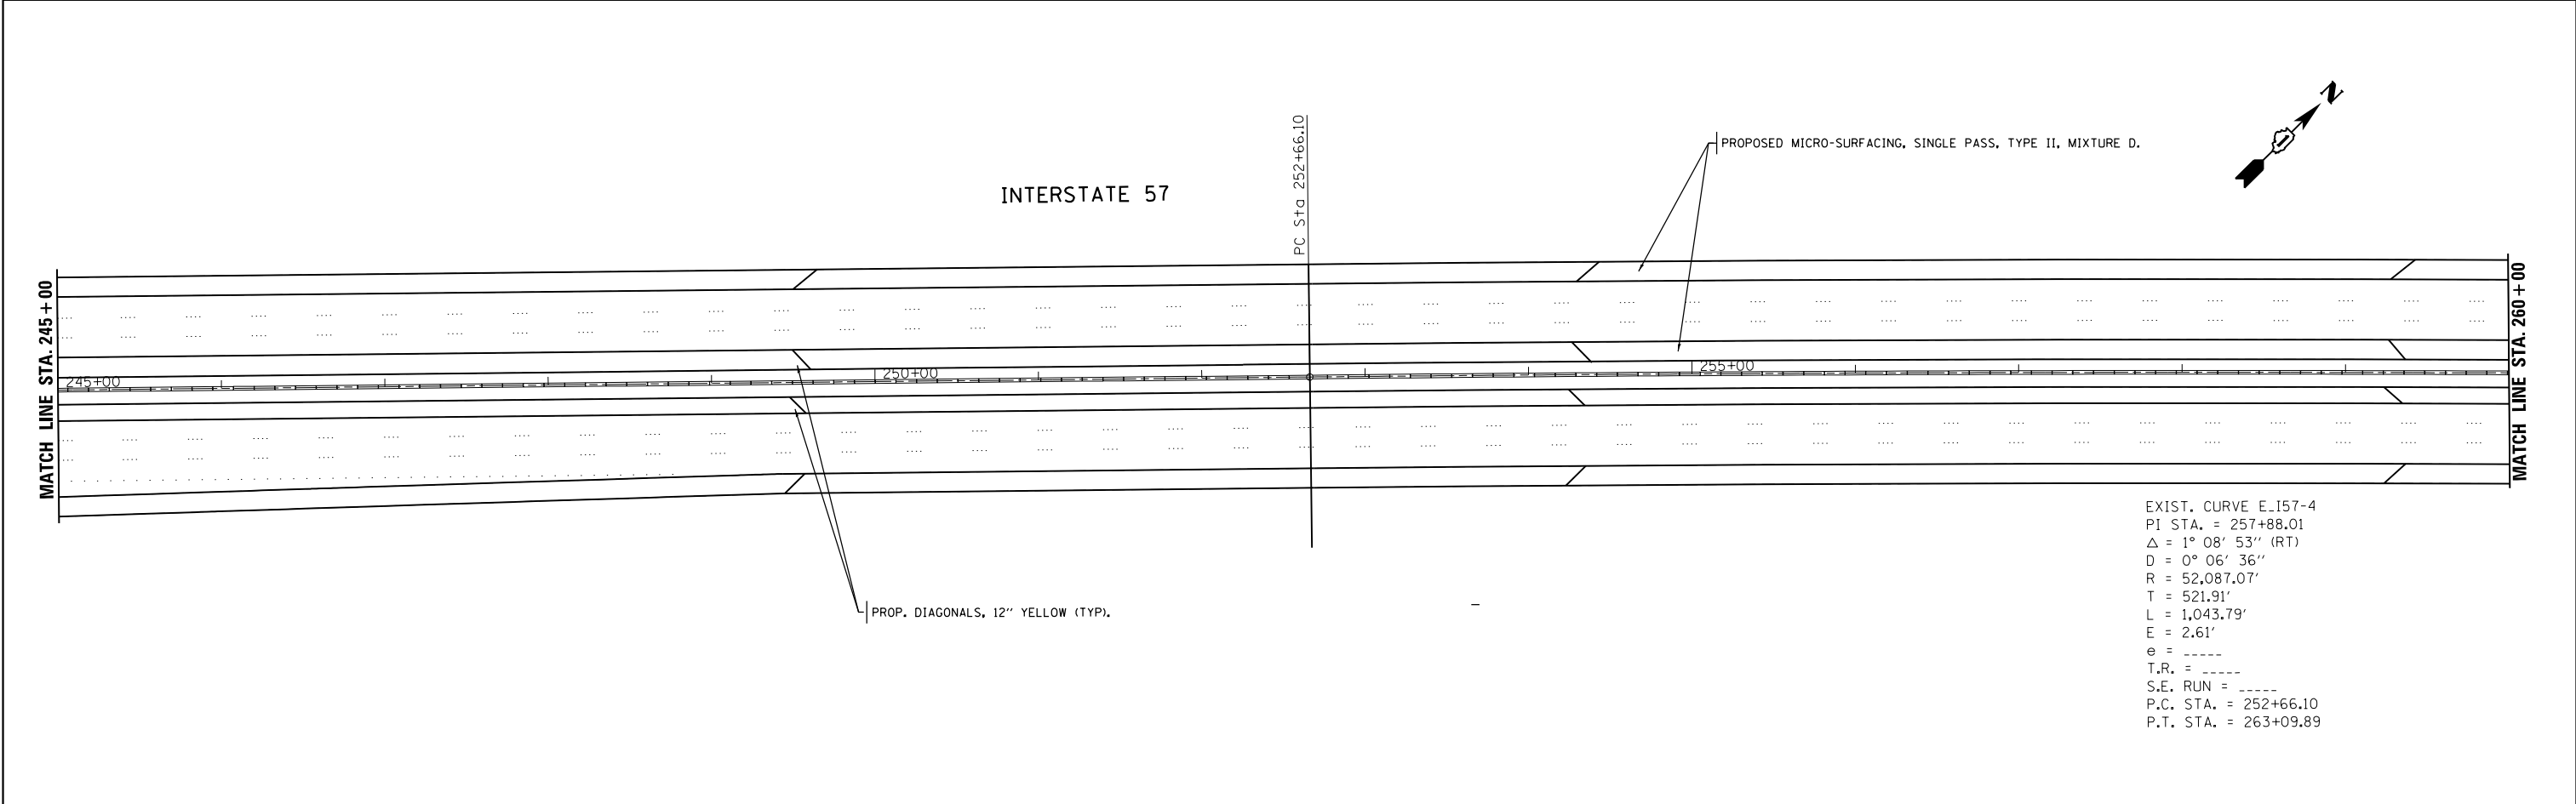 N
PC Sta 252+66.10
PROPOSED MICRO-SURFACING, SINGLE PASS, TYPE II, MIXTURE D.
INTERSTATE 57
MATCH LINE STA. 245+00
MATCH LINE STA. 260+00
245+00
250+00
255+00
PROP. DIAGONALS, 12'' YELLOW (TYP).
EXIST. CURVE E_I57-4
PI STA. = 257+88.01
Δ = 1° 08' 53'' (RT)
D = 0° 06' 36''
R = 52,087.07'
T = 521.91'
L = 1,043.79'
E = 2.61'
e = _____
T.R. = _____
S.E. RUN = _____
P.C. STA. = 252+66.10
P.T. STA. = 263+09.89